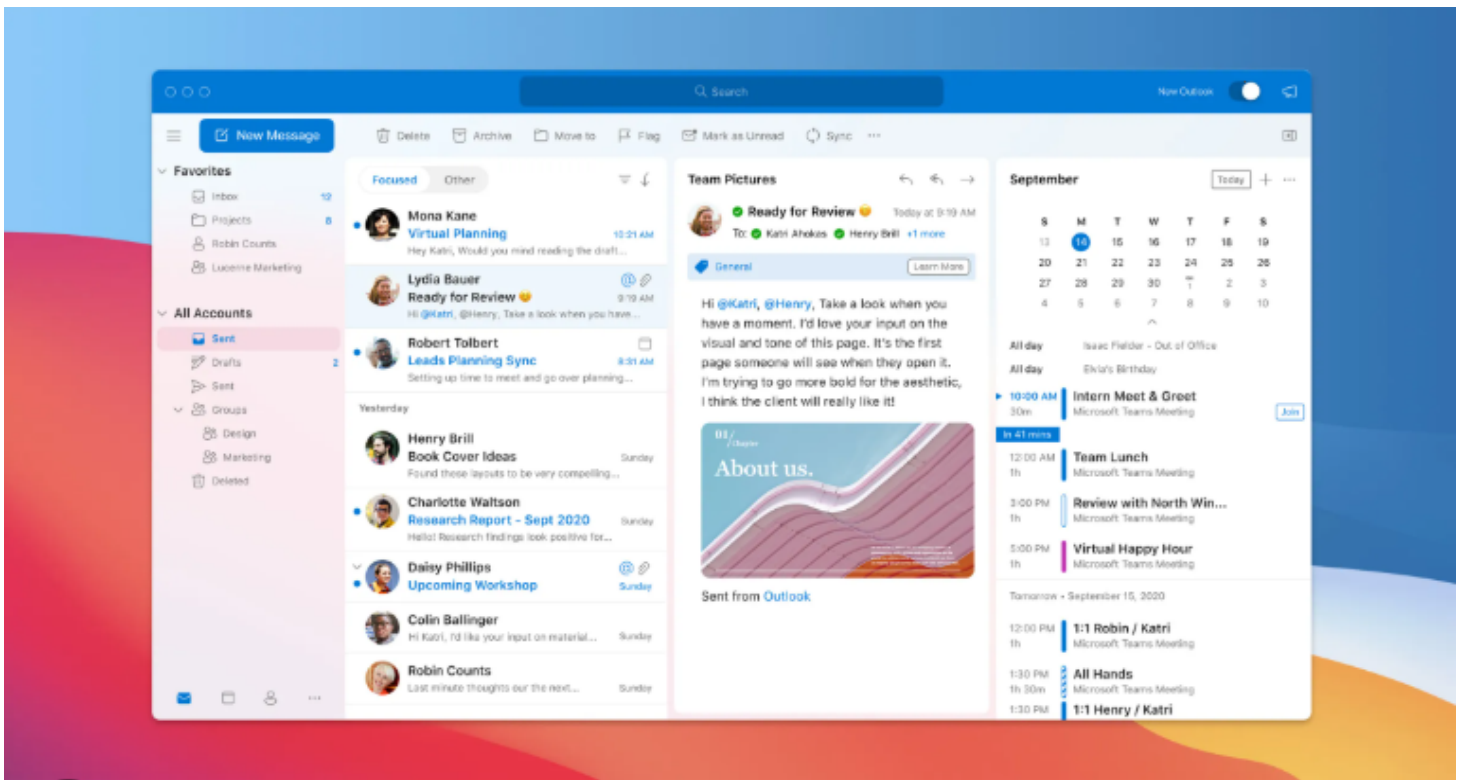 Search
New Outlook
New Message
Delete
Archive
Move to
Flag
Mark as Unread
Sync
Favorites
Inbox 12
Projects 8
Robin Counts
Lucerne Marketing
All Accounts
Sent
Drafts 2
Sent
Groups
Design
Marketing
Deleted
Focused Other
Mona Kane
Virtual Planning 10:21 AM
Hey Katri, Would you mind reading the draft...
Lydia Bauer
Ready for Review 😊 9:19 AM
Hi @Katri, @Henry, Take a look when you have...
Robert Tolbert
Leads Planning Sync 8:31 AM
Setting up time to meet and go over planning...
Yesterday
Henry Brill
Book Cover Ideas Sunday
Found these layouts to be very compelling...
Charlotte Waltson
Research Report - Sept 2020 Sunday
Hello! Research findings look positive for...
Daisy Phillips
Upcoming Workshop Sunday
Colin Ballinger
Hi Katri, I'd like your input on material... Sunday
Robin Counts
Last minute thoughts our the next... Sunday
Team Pictures
Ready for Review 😊 Today at 9:19 AM
To: Katri Ahokas Henry Brill +1 more
General Learn More
Hi @Katri, @Henry, Take a look when you
have a moment. I'd love your input on the
visual and tone of this page. It's the first
page someone will see when they open it.
I'm trying to go more bold for the aesthetic,
I think the client will really like it!
01/
Chapter
About us.
Sent from Outlook
September Today
S M T W T F S
13 14 15 16 17 18 19
20 21 22 23 24 25 26
27 28 29 30 1 2 3
4 5 6 7 8 9 10
All day Isaac Fielder - Out of Office
All day Elvia's Birthday
10:00 AM Intern Meet & Greet
30m Microsoft Teams Meeting Join
In 41 mins
12:00 AM Team Lunch
1h Microsoft Teams Meeting
3:00 PM Review with North Win...
1h Microsoft Teams Meeting
5:00 PM Virtual Happy Hour
1h Microsoft Teams Meeting
Tomorrow • September 15, 2020
12:00 PM 1:1 Robin / Katri
1h Microsoft Teams Meeting
1:30 PM All Hands
1h 30m Microsoft Teams Meeting
1:30 PM 1:1 Henry / Katri